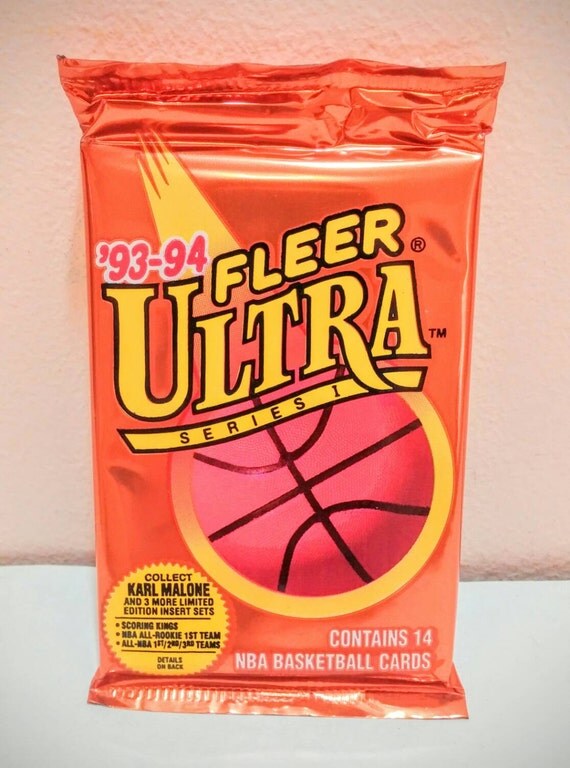 '93-94 FLEER®
ULTRA™
SERIES I
COLLECT
KARL MALONE
AND 3 MORE LIMITED
EDITION INSERT SETS
• SCORING KINGS
• NBA ALL-ROOKIE 1ST TEAM
• ALL-NBA 1ST/2ND/3RD TEAMS
DETAILS
ON BACK
CONTAINS 14
NBA BASKETBALL CARDS